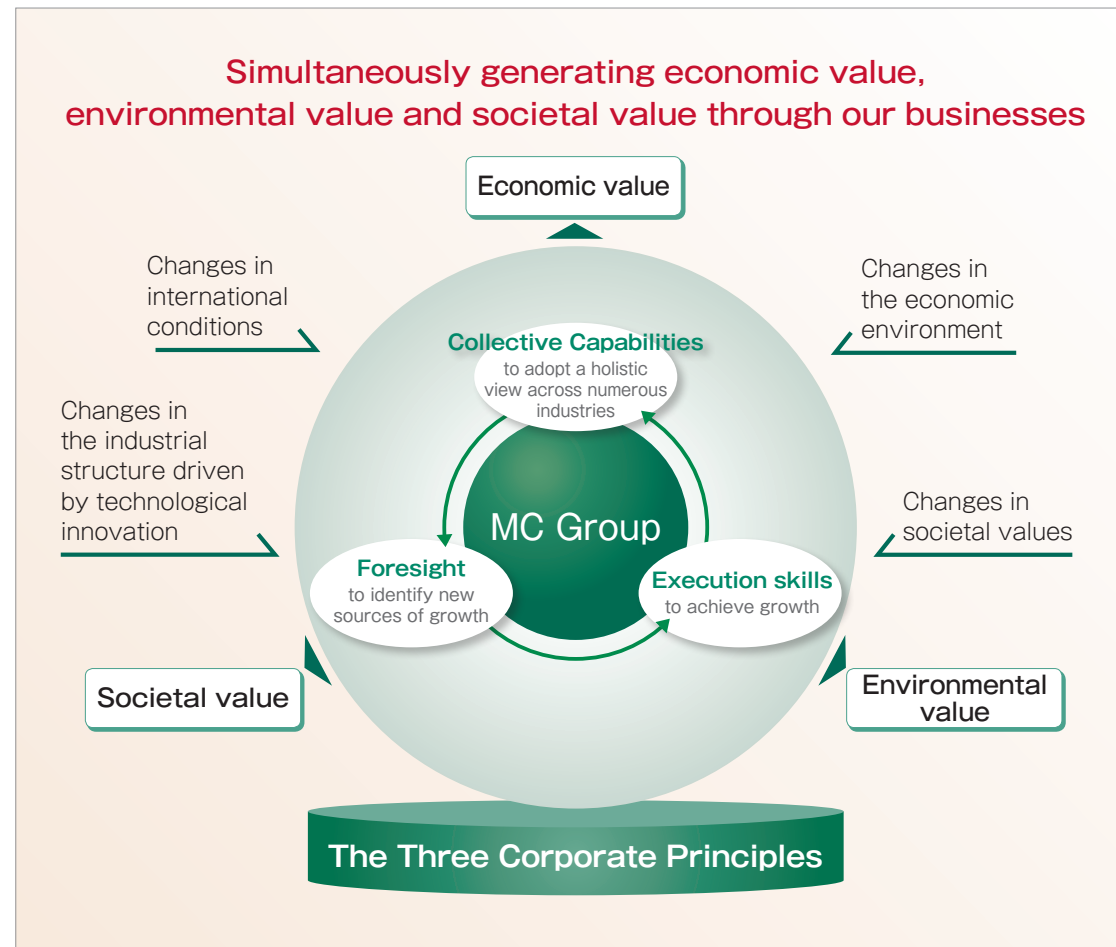 Simultaneously generating economic value,
environmental value and societal value through our businesses
Economic value
Changes in
international
conditions
Changes in
the economic
environment
Collective Capabilities
to adopt a holistic
view across numerous
industries
Changes in
the industrial
structure driven
by technological
innovation
MC Group
Changes in
societal values
Foresight
to identify new
sources of growth
Execution skills
to achieve growth
Societal value
Environmental
value
The Three Corporate Principles